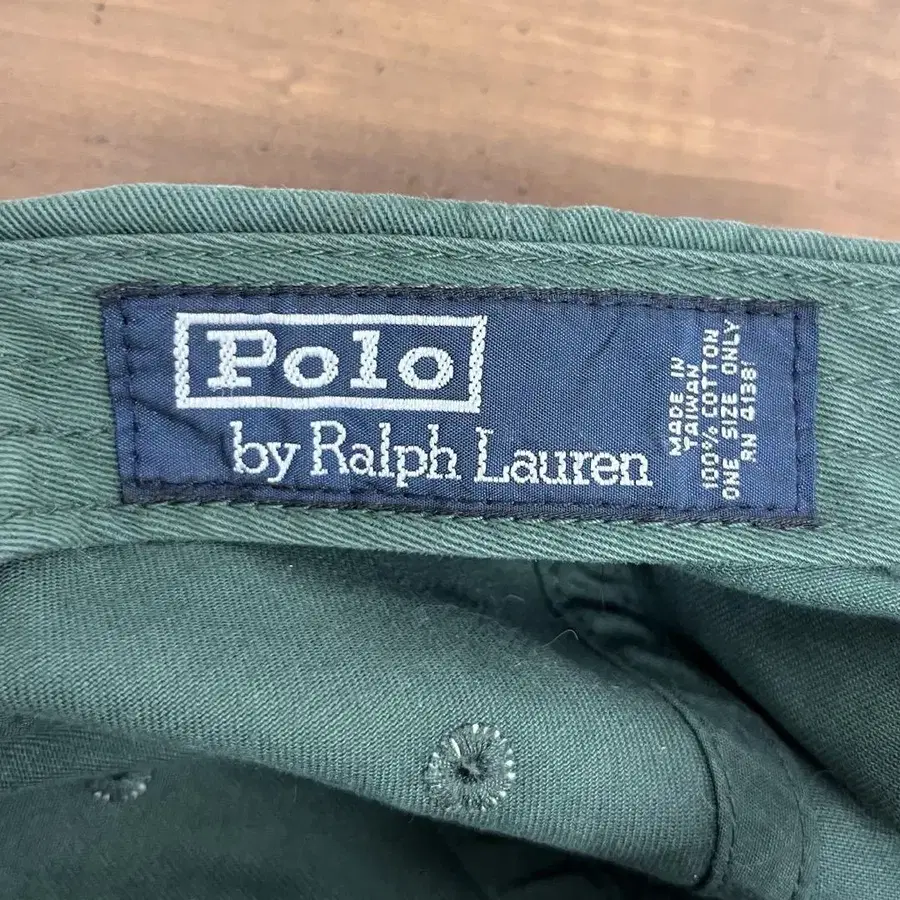 Polo
by Ralph Lauren
MADE IN
TAIWAN
100% COTTON
ONE SIZE ONLY
RN 41381